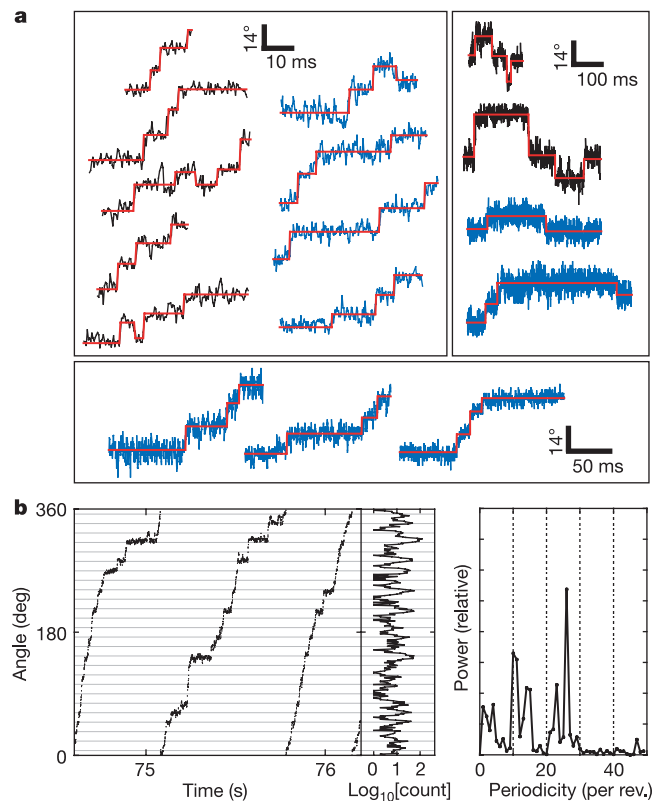 a
14°
10 ms
14°
100 ms
14°
50 ms
b
360
180
0
Angle (deg)
75
76
Time (s)
0 1 2
Log10[count]
Power (relative)
0 20 40
Periodicity (per rev.)